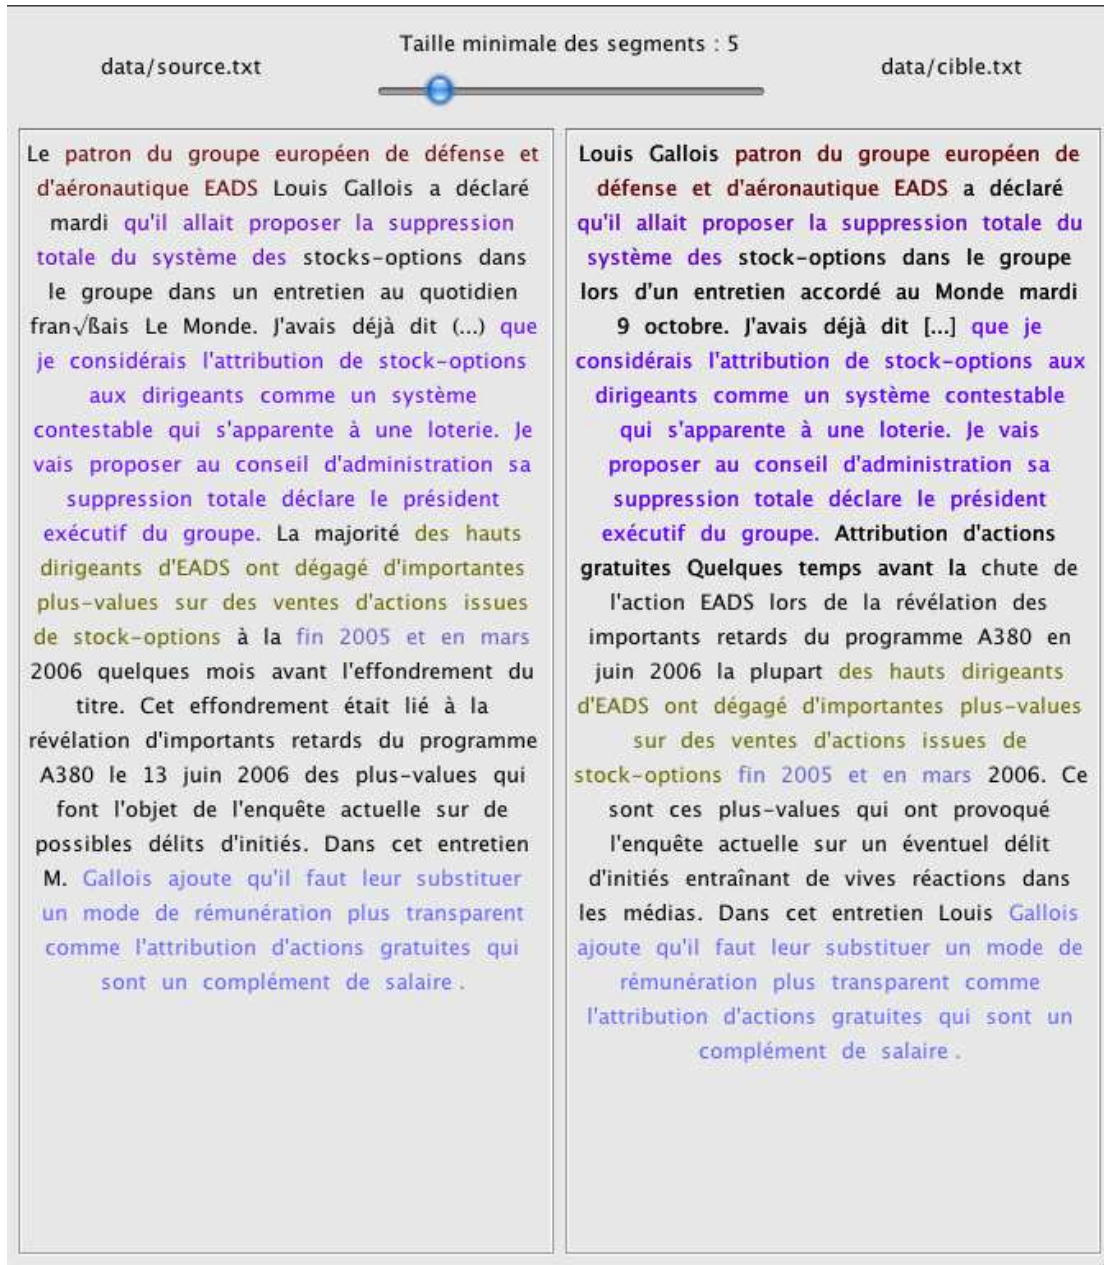 Taille minimale des segments : 5
data/source.txt
data/cible.txt
Le patron du groupe européen de défense et
d'aéronautique EADS Louis Gallois a déclaré
mardi qu'il allait proposer la suppression
totale du système des stocks-options dans
le groupe dans un entretien au quotidien
fran√ßais Le Monde. J'avais déjà dit (...) que
je considérais l'attribution de stock-options
aux dirigeants comme un système
contestable qui s'apparente à une loterie. Je
vais proposer au conseil d'administration sa
suppression totale déclare le président
exécutif du groupe. La majorité des hauts
dirigeants d'EADS ont dégagé d'importantes
plus-values sur des ventes d'actions issues
de stock-options à la fin 2005 et en mars
2006 quelques mois avant l'effondrement du
titre. Cet effondrement était lié à la
révélation d'importants retards du programme
A380 le 13 juin 2006 des plus-values qui
font l'objet de l'enquête actuelle sur de
possibles délits d'initiés. Dans cet entretien
M. Gallois ajoute qu'il faut leur substituer
un mode de rémunération plus transparent
comme l'attribution d'actions gratuites qui
sont un complément de salaire .
Louis Gallois patron du groupe européen de
défense et d'aéronautique EADS a déclaré
qu'il allait proposer la suppression totale du
système des stock-options dans le groupe
lors d'un entretien accordé au Monde mardi
9 octobre. J'avais déjà dit [...] que je
considérais l'attribution de stock-options aux
dirigeants comme un système contestable
qui s'apparente à une loterie. Je vais
proposer au conseil d'administration sa
suppression totale déclare le président
exécutif du groupe. Attribution d'actions
gratuites Quelques temps avant la chute de
l'action EADS lors de la révélation des
importants retards du programme A380 en
juin 2006 la plupart des hauts dirigeants
d'EADS ont dégagé d'importantes plus-values
sur des ventes d'actions issues de
stock-options fin 2005 et en mars 2006. Ce
sont ces plus-values qui ont provoqué
l'enquête actuelle sur un éventuel délit
d'initiés entraînant de vives réactions dans
les médias. Dans cet entretien Louis Gallois
ajoute qu'il faut leur substituer un mode de
rémunération plus transparent comme
l'attribution d'actions gratuites qui sont un
complément de salaire .